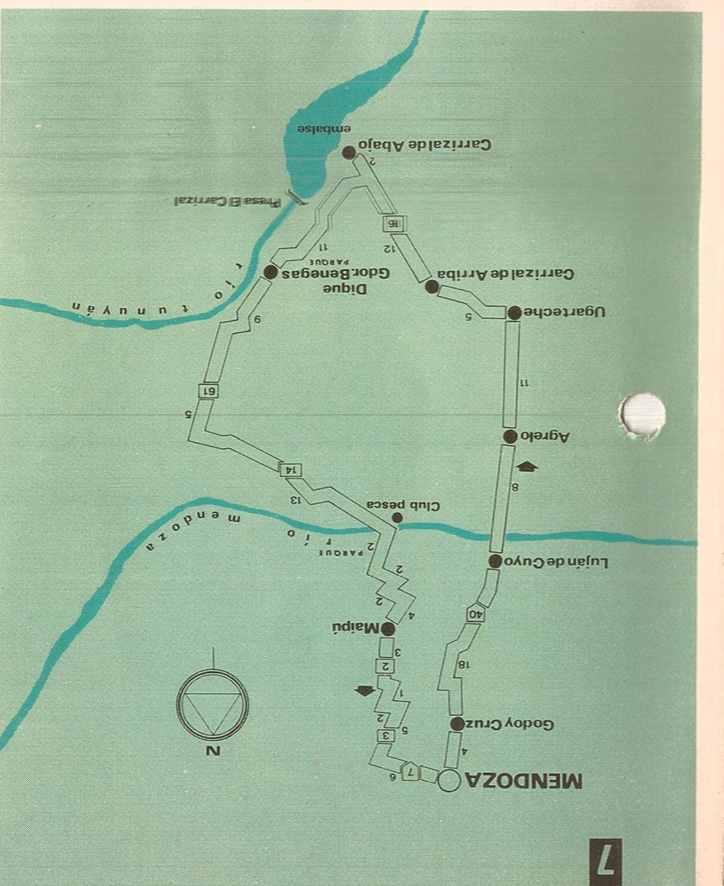 7
MENDOZA
7
6
4
Godoy Cruz
3
5
2
1
N
18
2
3
Maipú
40
4
2
2
Luján de Cuyo
2
PARQUE
río mendoza
Club pesca
8
13
14
Agrelo
5
61
11
9
Ugarteche
5
río tunuyán
Carrizal de Arriba
Dique
Gdor. Benegas
PARQUE
12
11
16
Presa El Carrizal
2
Carrizal de Abajo
embalse